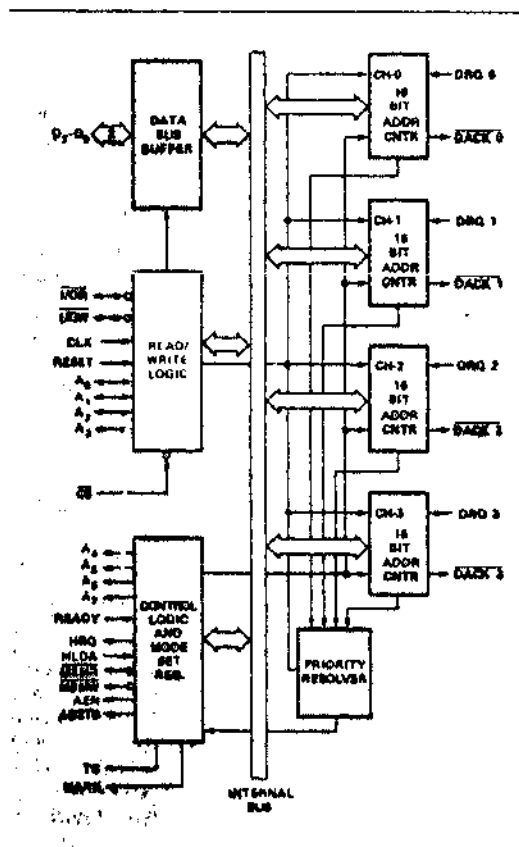 DATA
BUS
BUFFER
D7-D0
I/OR
I/OW
CLK
RESET
A0
A1
A2
A3
CS
READ/
WRITE
LOGIC
A4
A5
A6
A7
READY
HRQ
HLDA
MEMR
MEMW
AEN
ADSTB
TC
MARK
CONTROL
LOGIC
AND
MODE
SET
REG.
INTERNAL
BUS
CH-0
16
BIT
ADDR
CNTR
DRQ 0
DACK 0
CH-1
16
BIT
ADDR
CNTR
DRQ 1
DACK 1
CH-2
16
BIT
ADDR
CNTR
DRQ 2
DACK 2
CH-3
16
BIT
ADDR
CNTR
DRQ 3
DACK 3
PRIORITY
RESOLVER